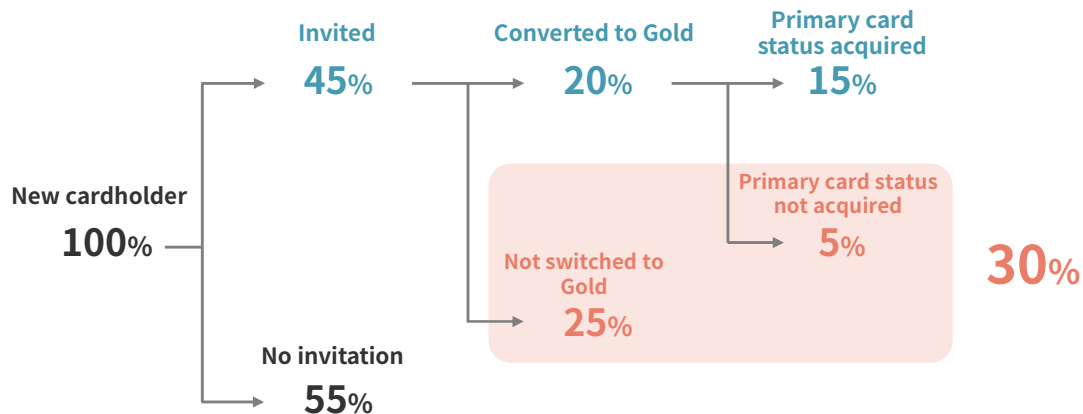 Invited
45%
Converted to Gold
20%
Primary card
status acquired
15%
New cardholder
100%
Primary card status
not acquired
5%
Not switched to
Gold
25%
30%
No invitation
55%